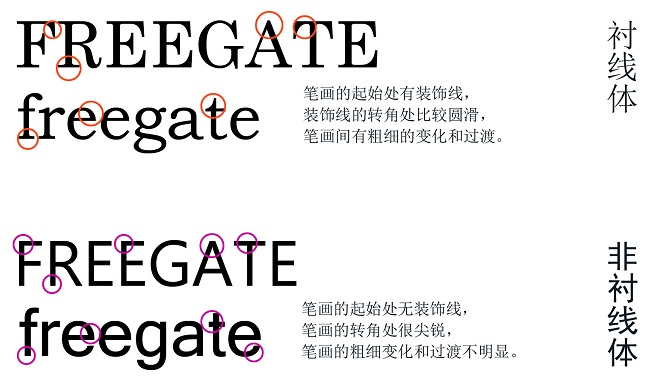 FREEGATE
freegate
笔画的起始处有装饰线，
装饰线的转角处比较圆滑，
笔画间有粗细的变化和过渡。
衬线体
FREEGATE
freegate
笔画的起始处无装饰线，
笔画的转角处很尖锐，
笔画的粗细变化和过渡不明显。
非衬线体